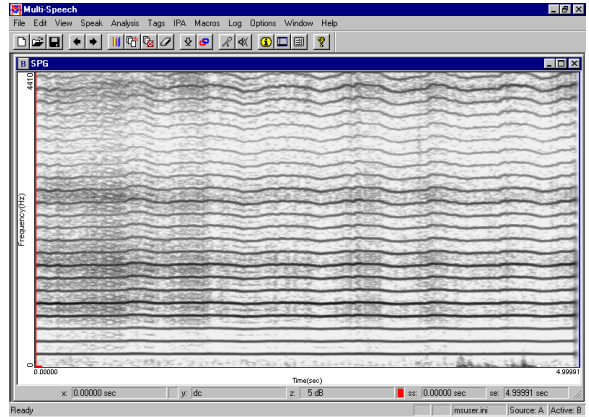 Multi-Speech
File Edit View Speak Analysis Tags IPA Macros Log Options Window Help
B SPG
4410
Frequency(Hz)
0
0.00000 4.99991
Time(sec)
x: 0.00000 sec y: dc z: 5 dB ss: 0.00000 sec se: 4.99991 sec
Ready msuser.ini Source: A Active: B